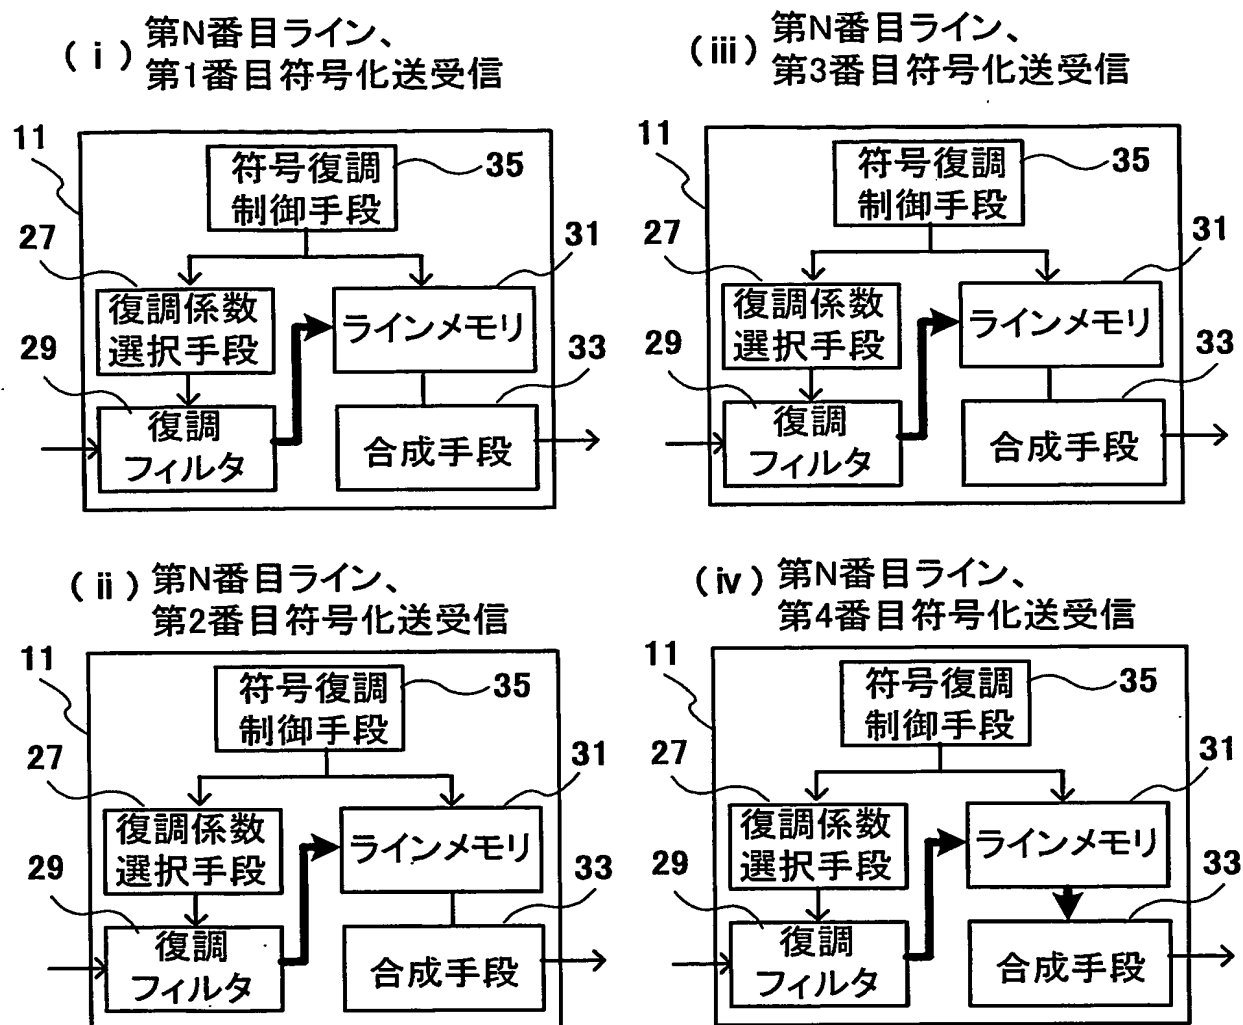 (i) 第N番目ライン、
第1番目符号化送受信
11
符号復調
制御手段
35
27
31
復調係数
選択手段
ラインメモリ
29
33
復調
フィルタ
合成手段
(iii) 第N番目ライン、
第3番目符号化送受信
11
符号復調
制御手段
35
27
31
復調係数
選択手段
ラインメモリ
29
33
復調
フィルタ
合成手段
(ii) 第N番目ライン、
第2番目符号化送受信
11
符号復調
制御手段
35
27
31
復調係数
選択手段
ラインメモリ
29
33
復調
フィルタ
合成手段
(iv) 第N番目ライン、
第4番目符号化送受信
11
符号復調
制御手段
35
27
31
復調係数
選択手段
ラインメモリ
29
33
復調
フィルタ
合成手段